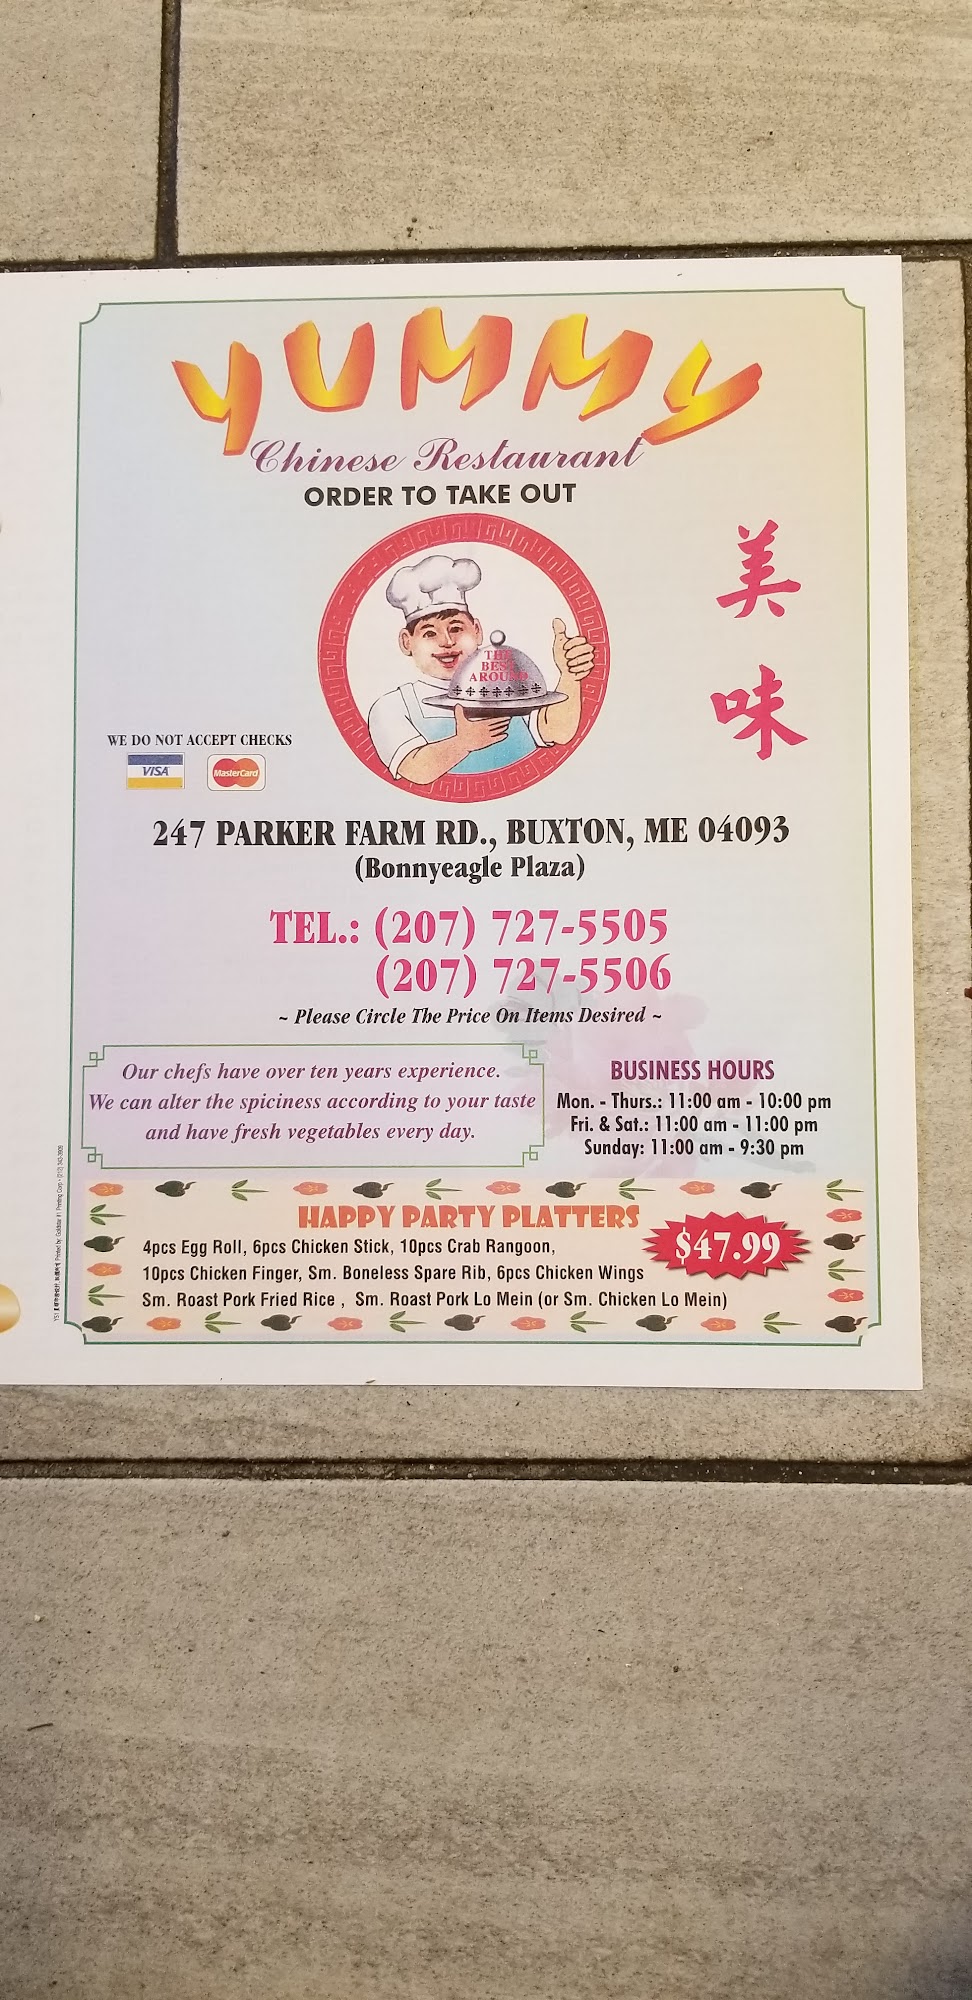 YUMMY
Chinese Restaurant
ORDER TO TAKE OUT
美
味
THE
BEST
AROUND
WE DO NOT ACCEPT CHECKS
VISA
MasterCard
247 PARKER FARM RD., BUXTON, ME 04093
(Bonnyeagle Plaza)
TEL.: (207) 727-5505
(207) 727-5506
~ Please Circle The Price On Items Desired ~
Our chefs have over ten years experience.
We can alter the spiciness according to your taste
and have fresh vegetables every day.
BUSINESS HOURS
Mon. - Thurs.: 11:00 am - 10:00 pm
Fri. & Sat.: 11:00 am - 11:00 pm
Sunday: 11:00 am - 9:30 pm
HAPPY PARTY PLATTERS
$47.99
4pcs Egg Roll, 6pcs Chicken Stick, 10pcs Crab Rangoon,
10pcs Chicken Finger, Sm. Boneless Spare Rib, 6pcs Chicken Wings
Sm. Roast Pork Fried Rice , Sm. Roast Pork Lo Mein (or Sm. Chicken Lo Mein)